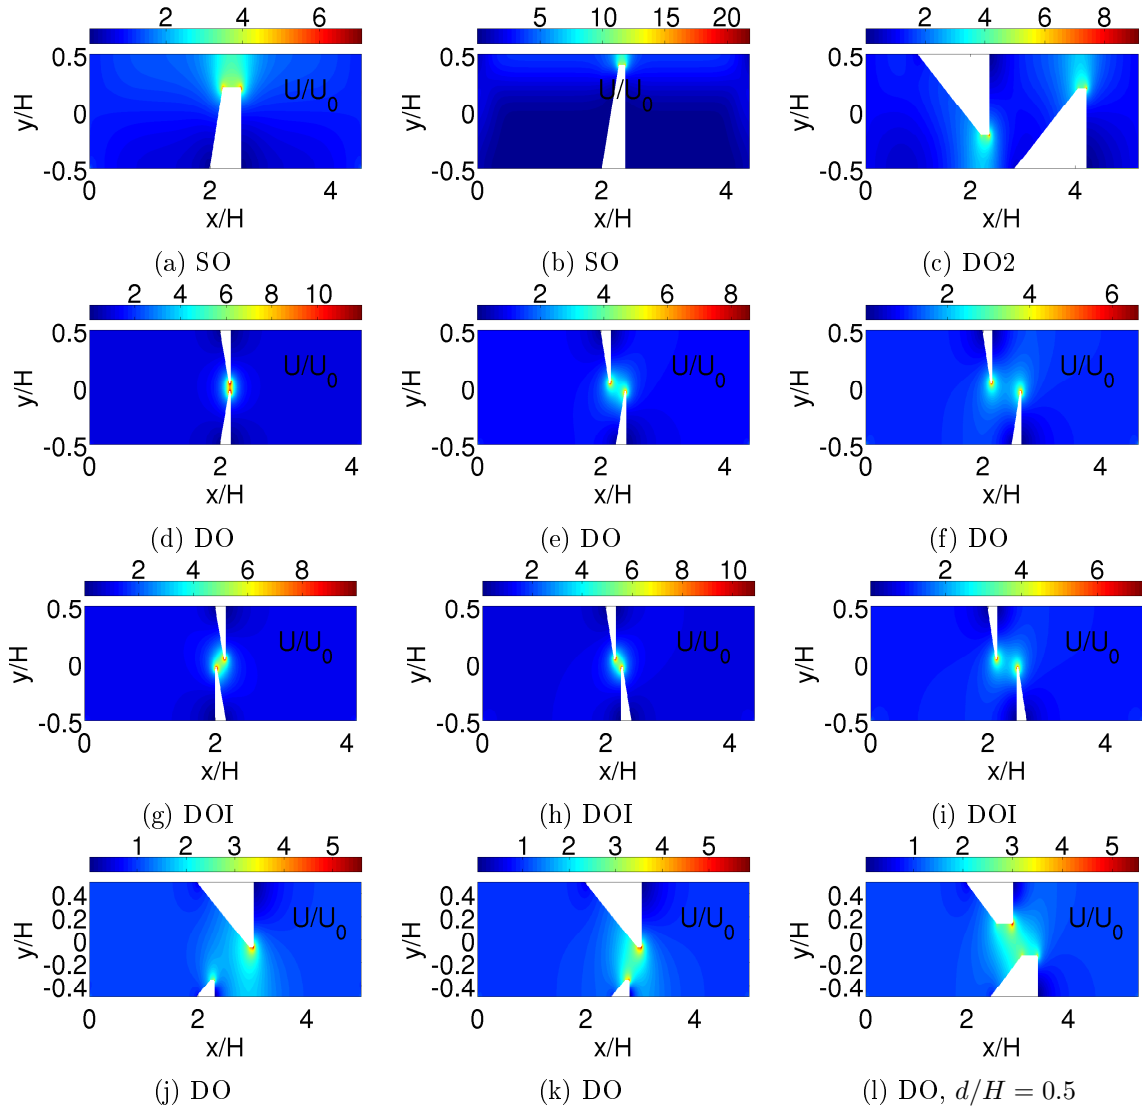 2 4 6
5 10 15 20
2 4 6 8
0.5 0 -0.5 y/H U/U0 0 2 4 x/H
0.5 0 -0.5 y/H U/U0 0 2 4 x/H
0.5 0 -0.5 y/H 0 2 4 x/H
(a) SO
(b) SO
(c) DO2
2 4 6 8 10
2 4 6 8
2 4 6
0.5 0 -0.5 y/H U/U0 0 2 4 x/H
0.5 0 -0.5 y/H U/U0 0 2 4 x/H
0.5 0 -0.5 y/H U/U0 0 2 4 x/H
(d) DO
(e) DO
(f) DO
2 4 6 8
2 4 6 8 10
2 4 6
0.5 0 -0.5 y/H U/U0 0 2 4 x/H
0.5 0 -0.5 y/H U/U0 0 2 4 x/H
0.5 0 -0.5 y/H U/U0 0 2 4 x/H
(g) DOI
(h) DOI
(i) DOI
1 2 3 4 5
1 2 3 4 5
1 2 3 4 5
0.4 0.2 0 -0.2 -0.4 y/H U/U0 0 2 4 x/H
0.4 0.2 0 -0.2 -0.4 y/H U/U0 0 2 4 x/H
0.4 0.2 0 -0.2 -0.4 y/H U/U0 0 2 4 x/H
(j) DO
(k) DO
(l) DO, d/H = 0.5